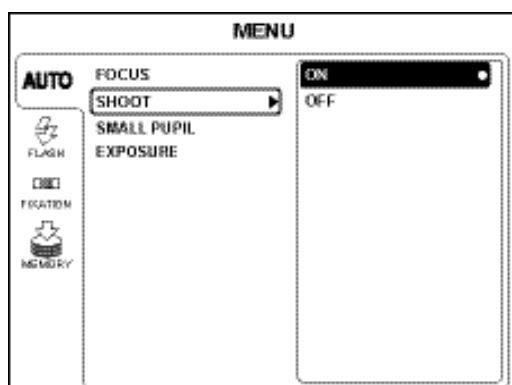 MENU
AUTO
FLASH
FIXATION
MEMORY
FOCUS
SHOOT
SMALL PUPIL
EXPOSURE
ON
OFF